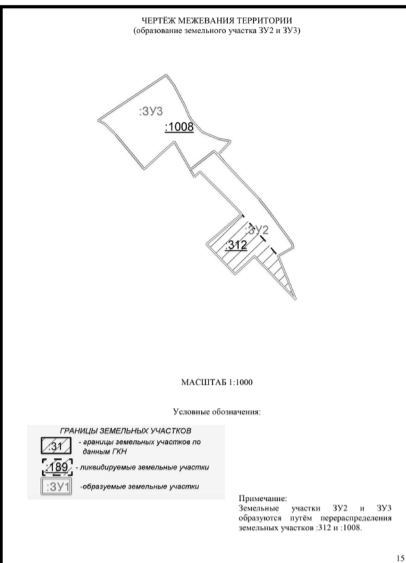 ЧЕРТЁЖ МЕЖЕВАНИЯ ТЕРРИТОРИИ
(образование земельного участка ЗУ2 и ЗУ3)
:ЗУ3
:1008
:ЗУ2
:312
МАСШТАБ 1:1000
Условные обозначения:
ГРАНИЦЫ ЗЕМЕЛЬНЫХ УЧАСТКОВ
:31
- границы земельных участков по
данным ГКН
:189
- ликвидируемые земельные участки
:ЗУ1
-образуемые земельные участки
Примечание:
Земельные участки ЗУ2 и ЗУ3
образуются путём перераспределения
земельных участков :312 и :1008.
15